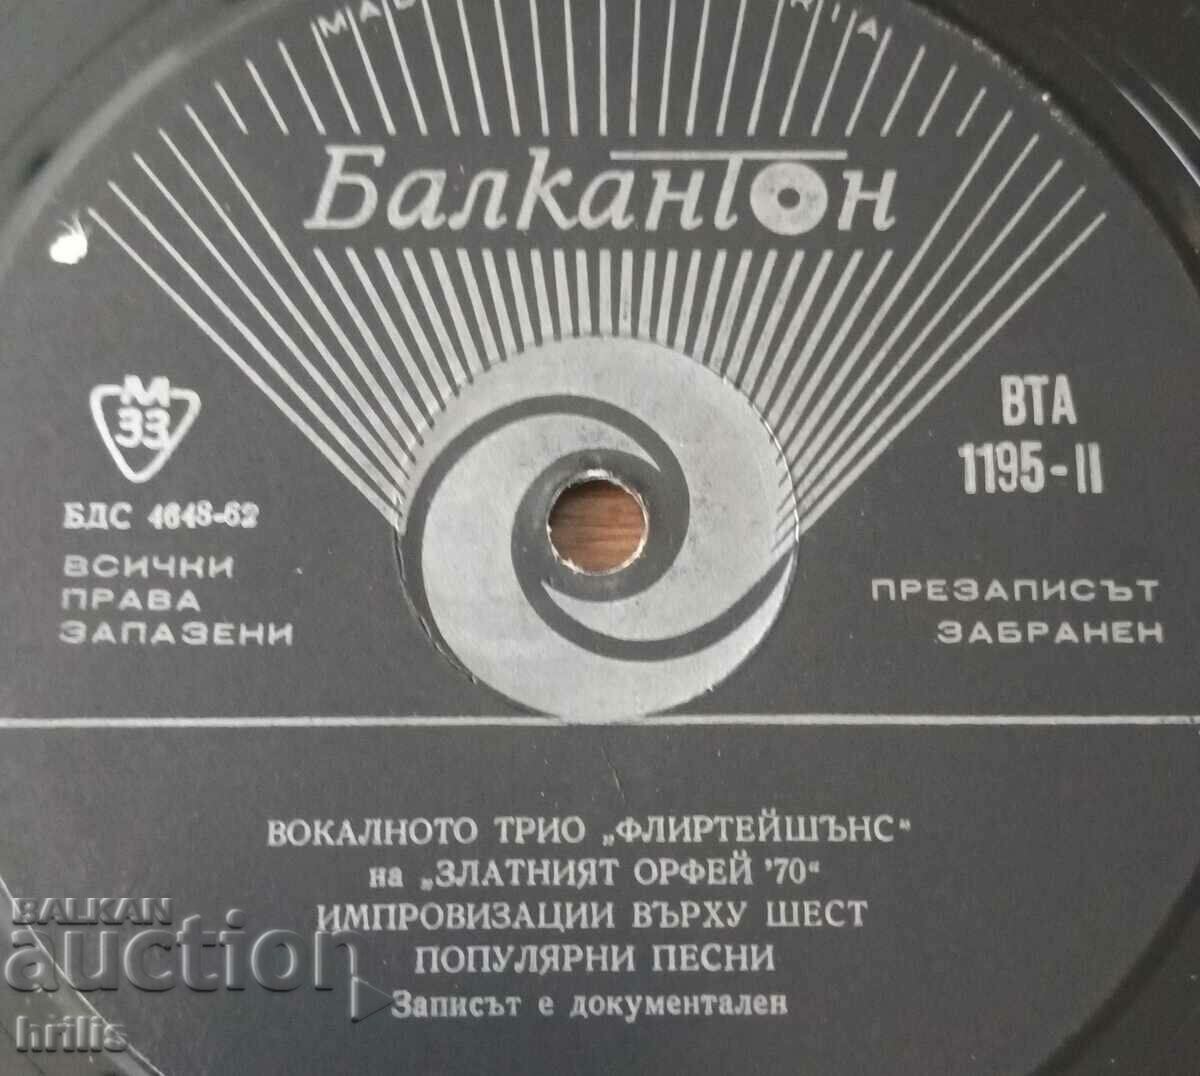 Балкантон
М
33
ВТА
1195-II
БДС 4648-62
ВСИЧКИ
ПРАВА
ЗАПАЗЕНИ
ПРЕЗАПИСЪТ
ЗАБРАНЕН
ВОКАЛНОТО ТРИО „ФЛИРТЕЙШЪНС“
на „ЗЛАТНИЯТ ОРФЕЙ '70“
ИМПРОВИЗАЦИИ ВЪРХУ ШЕСТ
ПОПУЛЯРНИ ПЕСНИ
Записът е документален
BALKAN
auction
hrilis